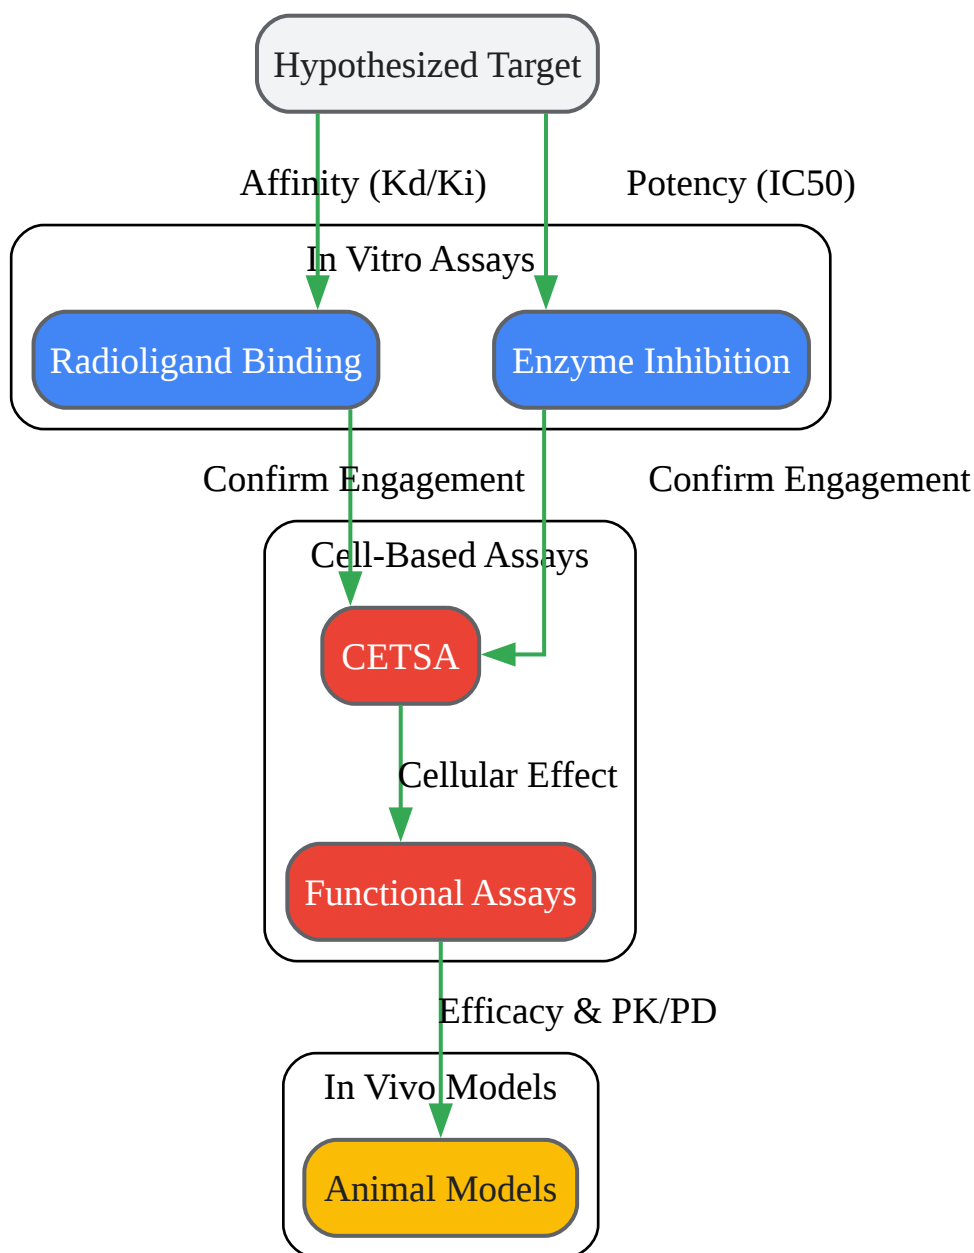 Hypothesized Target
Affinity (Kd/Ki)
Potency (IC50)
In Vitro Assays
Radioligand Binding
Enzyme Inhibition
Confirm Engagement
Confirm Engagement
Cell-Based Assays
CETSA
Cellular Effect
Functional Assays
Efficacy & PK/PD
In Vivo Models
Animal Models